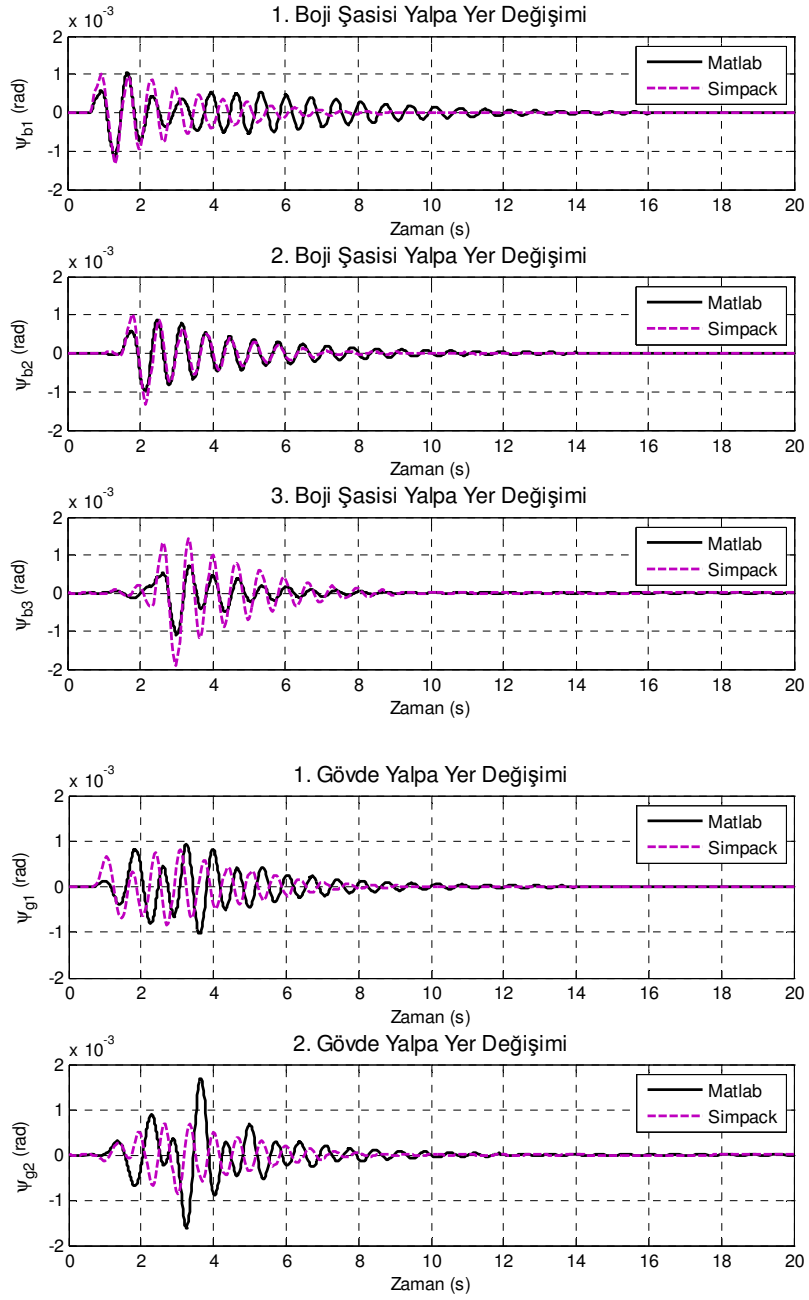 1. Boji Şasisi Yalpa Yer Değişimi
x 10⁻³
2
1
0
-1
-2
ψb1 (rad)
Matlab
Simpack
0 2 4 6 8 10 12 14 16 18 20
Zaman (s)
2. Boji Şasisi Yalpa Yer Değişimi
x 10⁻³
2
1
0
-1
-2
ψb2 (rad)
Matlab
Simpack
0 2 4 6 8 10 12 14 16 18 20
Zaman (s)
3. Boji Şasisi Yalpa Yer Değişimi
x 10⁻³
2
1
0
-1
-2
ψb3 (rad)
Matlab
Simpack
0 2 4 6 8 10 12 14 16 18 20
Zaman (s)
1. Gövde Yalpa Yer Değişimi
x 10⁻³
2
1
0
-1
-2
ψg1 (rad)
Matlab
Simpack
0 2 4 6 8 10 12 14 16 18 20
Zaman (s)
2. Gövde Yalpa Yer Değişimi
x 10⁻³
2
1
0
-1
-2
ψg2 (rad)
Matlab
Simpack
0 2 4 6 8 10 12 14 16 18 20
Zaman (s)